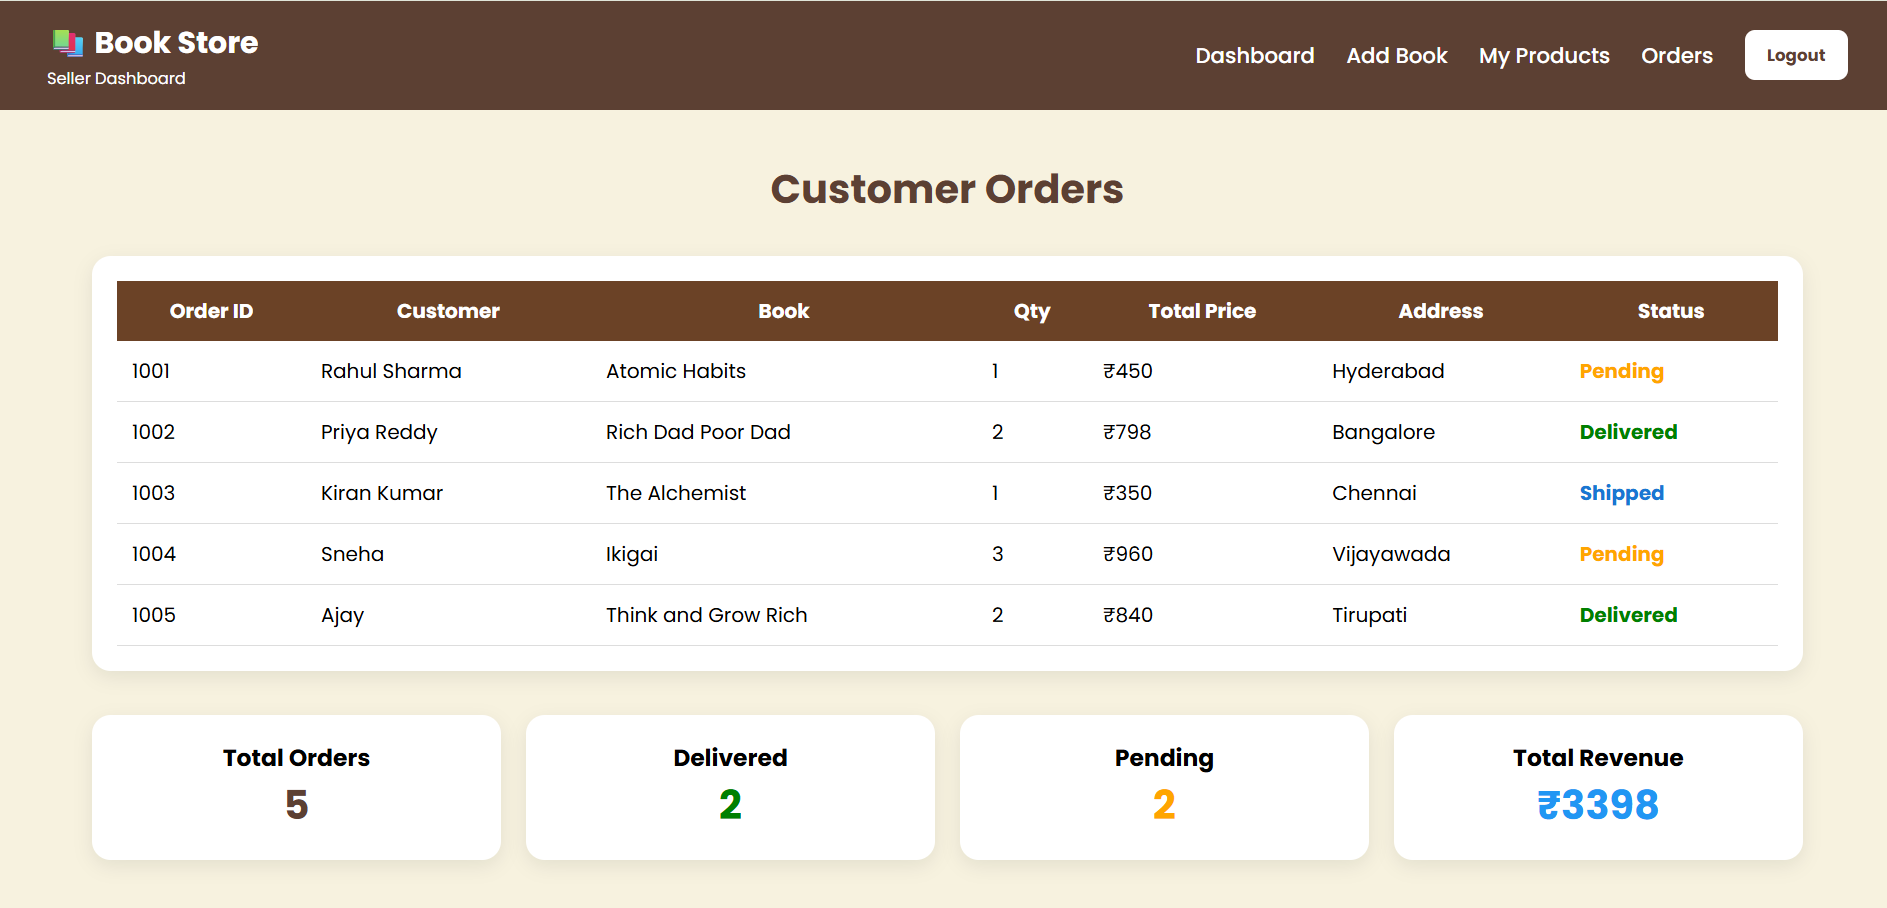 📚 Book Store
Seller Dashboard
Dashboard Add Book My Products Orders Logout
Customer Orders
Order ID Customer Book Qty Total Price Address Status
1001 Rahul Sharma Atomic Habits 1 ₹450 Hyderabad Pending
1002 Priya Reddy Rich Dad Poor Dad 2 ₹798 Bangalore Delivered
1003 Kiran Kumar The Alchemist 1 ₹350 Chennai Shipped
1004 Sneha Ikigai 3 ₹960 Vijayawada Pending
1005 Ajay Think and Grow Rich 2 ₹840 Tirupati Delivered
Total Orders
5
Delivered
2
Pending
2
Total Revenue
₹3398